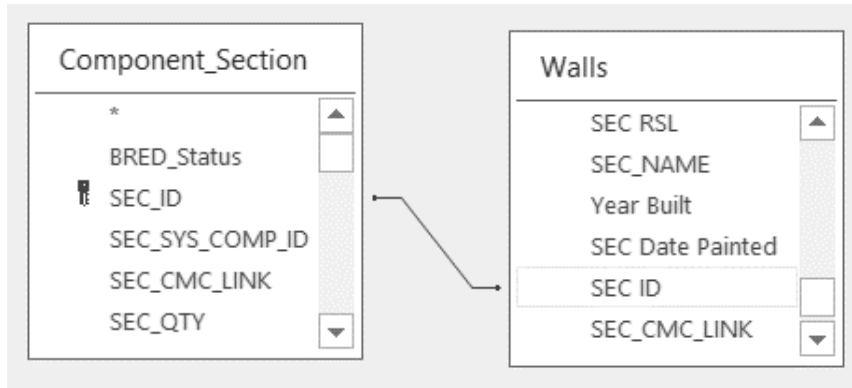 Component_Section
*
BRED_Status
SEC_ID
SEC_SYS_COMP_ID
SEC_CMC_LINK
SEC_QTY
Walls
SEC RSL
SEC_NAME
Year Built
SEC Date Painted
SEC ID
SEC_CMC_LINK